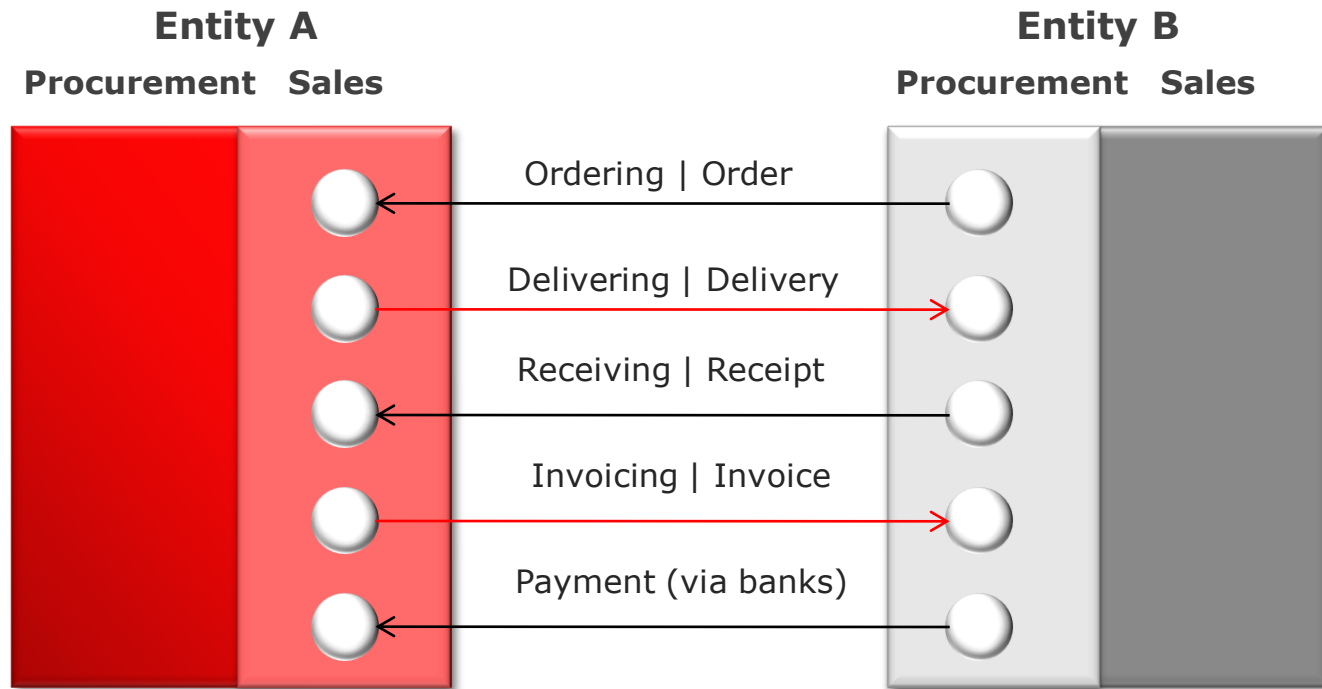 Entity A
Entity B
Procurement Sales
Procurement Sales
Ordering | Order
Delivering | Delivery
Receiving | Receipt
Invoicing | Invoice
Payment (via banks)